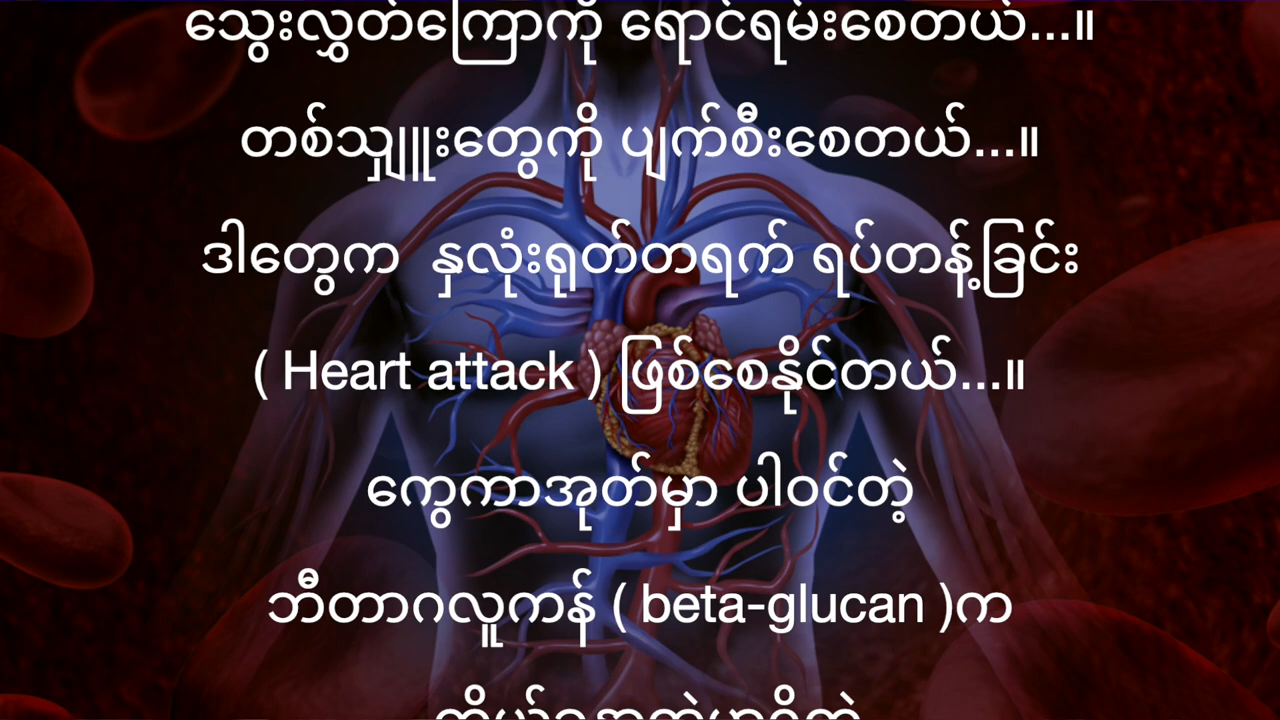 သွေးလွှတ်ကြောကို ရောင်ရမ်းစေတယ်...။
တစ်သျှူးတွေကို ပျက်စီးစေတယ်...။
ဒါတွေက နှလုံးရုတ်တရက် ရပ်တန့်ခြင်း
( Heart attack ) ဖြစ်စေနိုင်တယ်...။
ကွေကာအုတ်မှာ ပါဝင်တဲ့
ဘီတာဂလူကန် ( beta-glucan )က